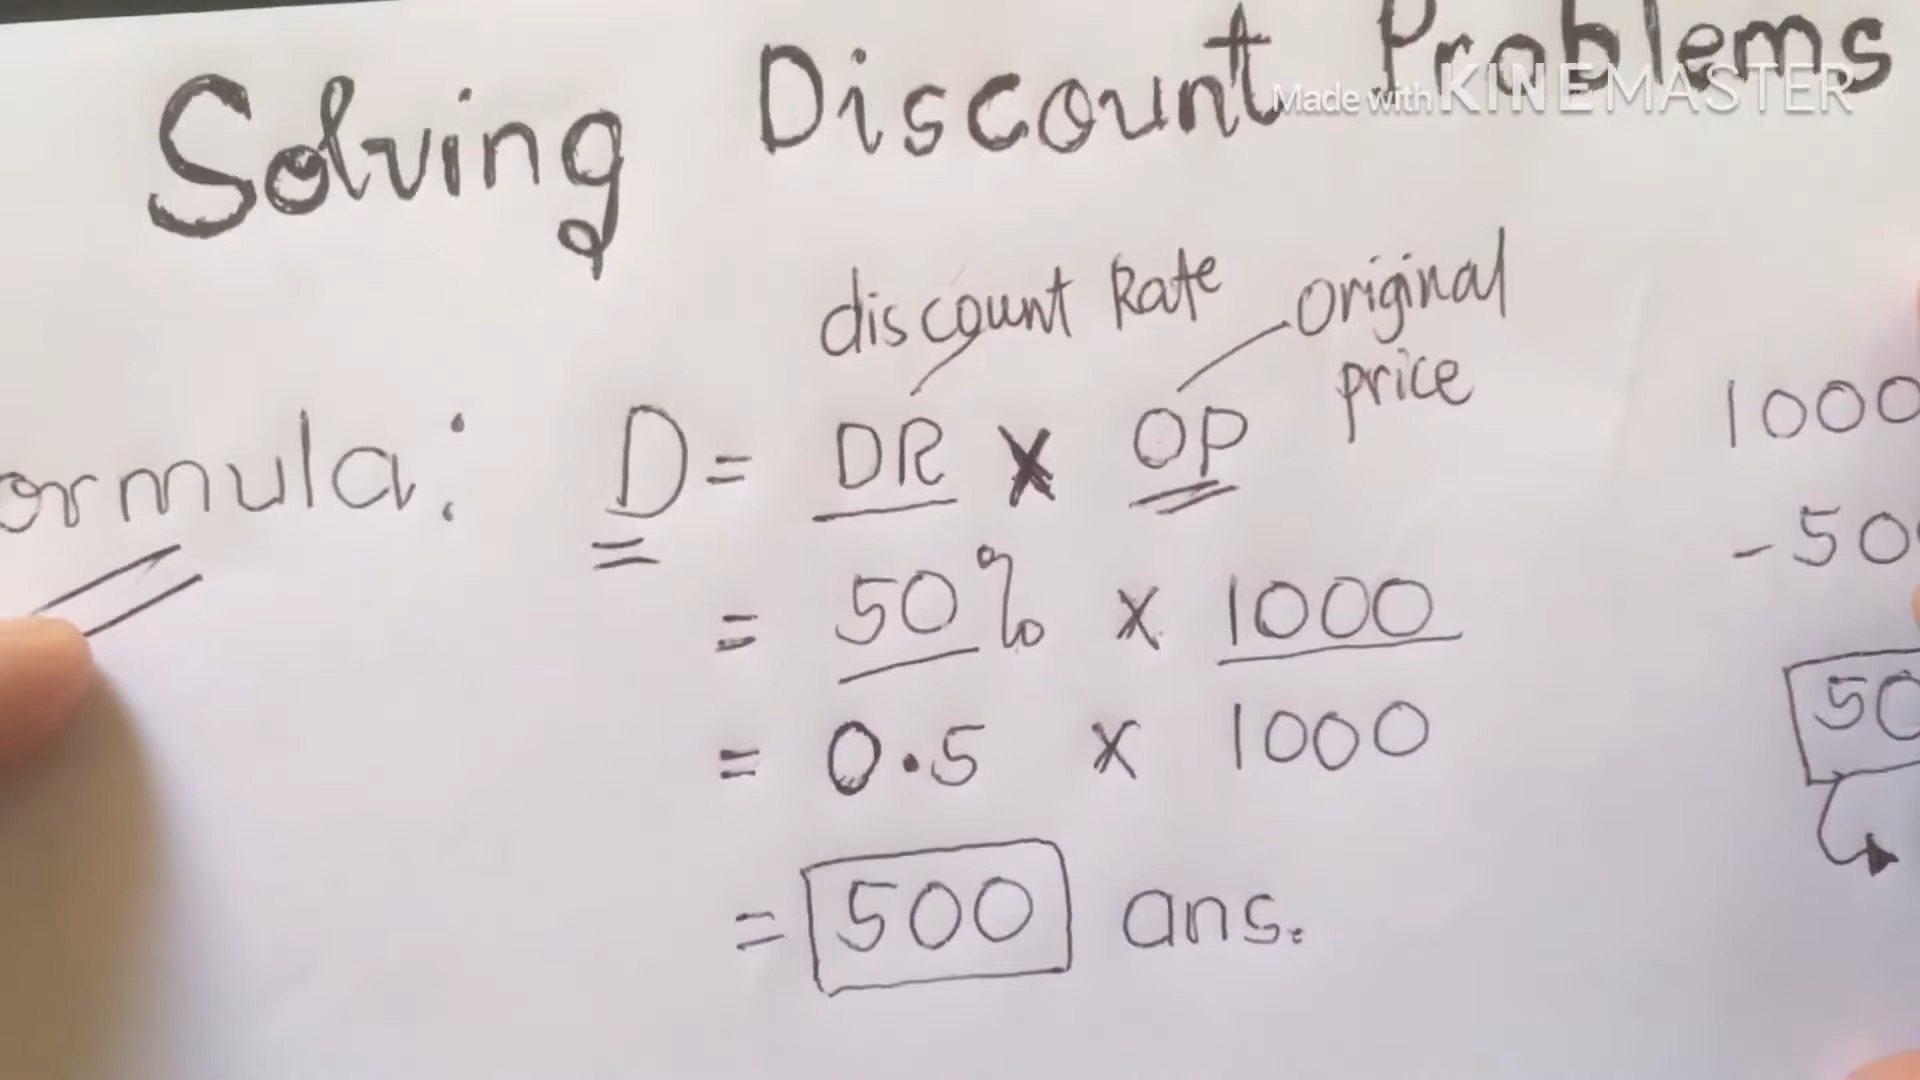 Solving Discount Problems
Made with KINEMASTER
discount Rate
original
price
ormula: D = DR x OP
= 50% x 1000
= 0.5 x 1000
= 500 ans.
1000
- 50
50